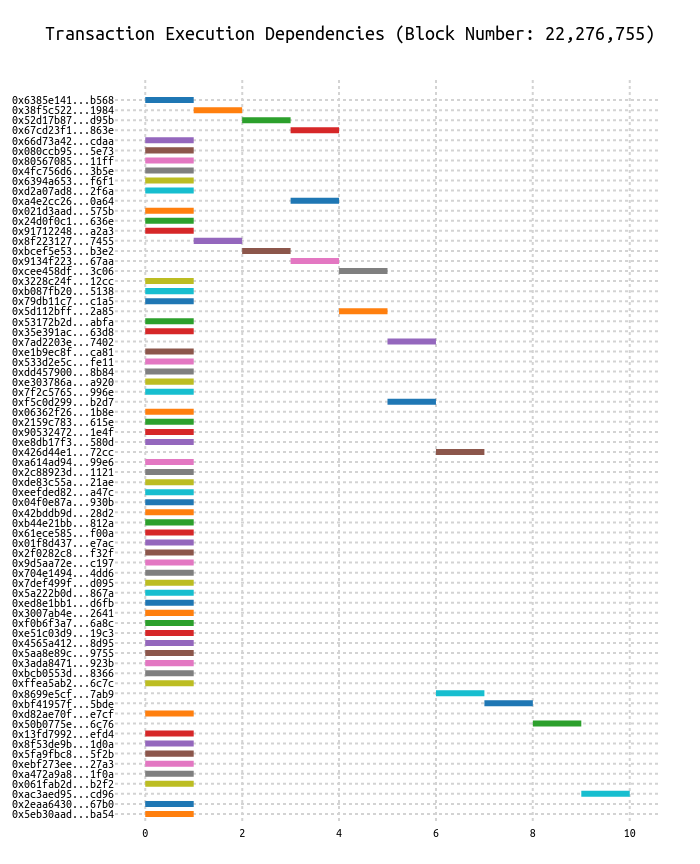 Transaction Execution Dependencies (Block Number: 22,276,755)
0x6385e141...b568
0x38f5c522...1984
0x52d17b87...d95b
0x67cd23f1...863e
0x66d73a42...cdaa
0x080ccb95...5e73
0x80567085...11ff
0x4fc756d6...3b5e
0x6394a653...f6f1
0xd2a07ad8...2f6a
0xa4e2cc26...0a64
0x021d3aad...575b
0x24d0f0c1...636e
0x91712248...a2a3
0x8f223127...7455
0xbcef5e53...b3e2
0x9134f223...67aa
0xcee458df...3c06
0x3228c24f...12cc
0xb087fb20...5138
0x79db11c7...c1a5
0x5d112bff...2a85
0x53172b2d...abfa
0x35e391ac...63d8
0x7ad2203e...7402
0xe1b9ec8f...ca81
0x533d2e5c...fe11
0xdd457900...8b84
0xe303786a...a920
0x7f2c5765...996e
0xf5c0d299...b2d7
0x06362f26...1b8e
0x2159c783...615e
0x90532472...1e4f
0xe8db17f3...580d
0x426d44e1...72cc
0xa614ad94...99e6
0x2c88923d...1121
0xde83c55a...21ae
0xeefded82...a47c
0x04f0e87a...930b
0x42bddb9d...28d2
0xb44e21bb...812a
0x61ece585...f00a
0x01f8d437...e7ac
0x2f0282c8...f32f
0x9d5aa72e...c197
0x704e1494...4dd6
0x7def499f...d095
0x5a222b0d...867a
0xed8e1bb1...d6fb
0x3007ab4e...2641
0xf0b6f3a7...6a8c
0xe51c03d9...19c3
0x4565a412...8d95
0x5aa8e89c...9755
0x3ada8471...923b
0xbcb0553d...8366
0xffea5ab2...6c7c
0x8699e5cf...7ab9
0xbf41957f...5bde
0xd82ae70f...e7cf
0x50b0775e...6c76
0x13fd7992...efd4
0x8f53de9b...1d0a
0x5fa9fbc8...5f2b
0xebf273ee...27a3
0xa472a9a8...1f0a
0x061fab2d...b2f2
0xac3aed95...cd96
0x2eaa6430...67b0
0x5eb30aad...ba54
0 2 4 6 8 10